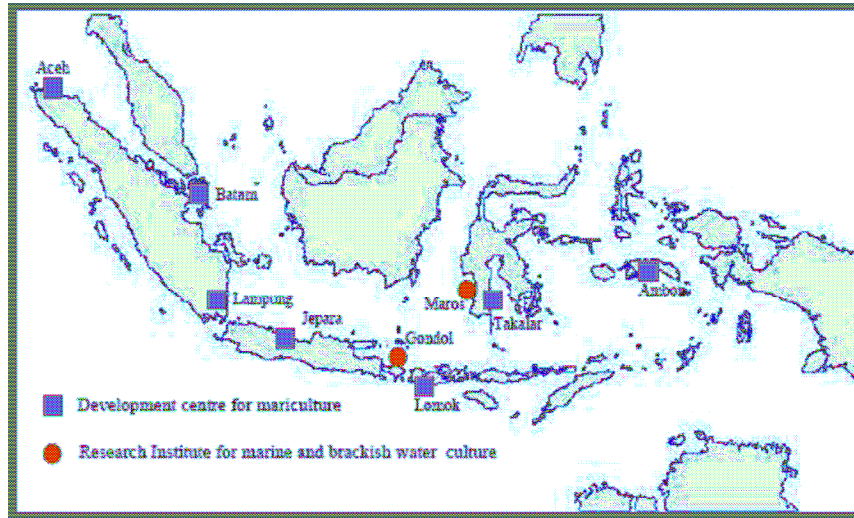 Aceh
Batam
Lampung
Jepara
Maros
Takalar
Ambon
Gondol
Lomok
Development centre for mariculture
Research Institute for marine and brackish water culture